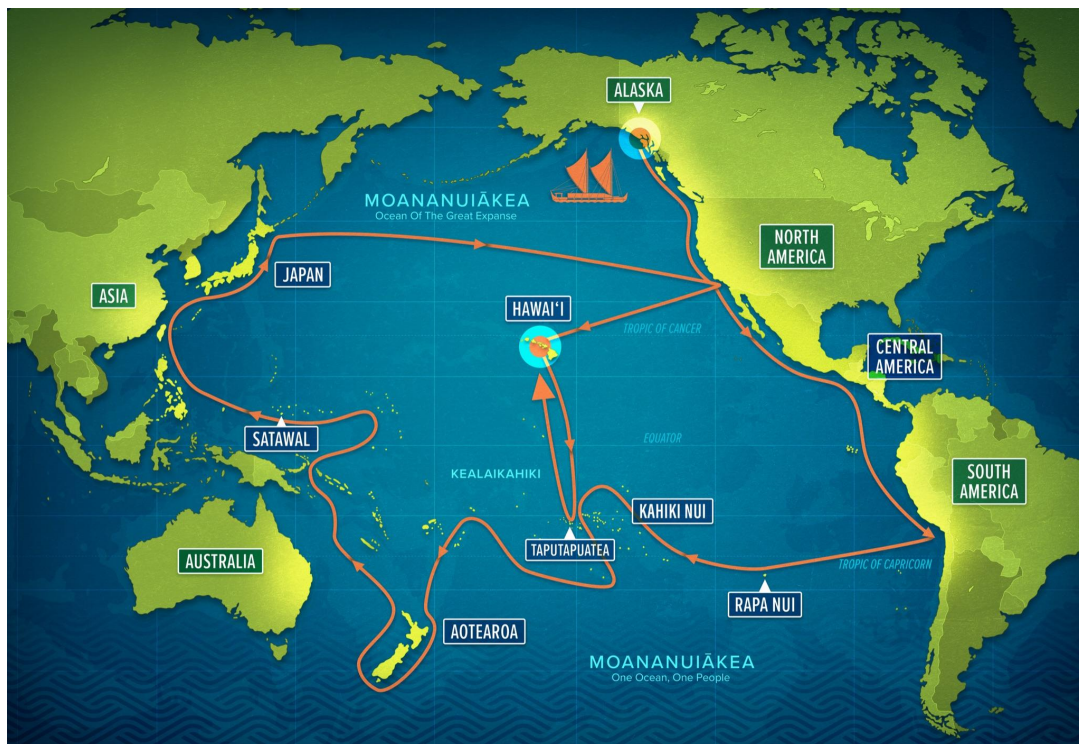 ALASKA
MOANANUIĀKEA
Ocean Of The Great Expanse
NORTH
AMERICA
JAPAN
ASIA
HAWAIʻI
TROPIC OF CANCER
CENTRAL
AMERICA
SATAWAL
EQUATOR
KEALAIKAHIKI
SOUTH
AMERICA
KAHIKI NUI
TAPUTAPUATEA
AUSTRALIA
TROPIC OF CAPRICORN
RAPA NUI
AOTEAROA
MOANANUIĀKEA
One Ocean, One People